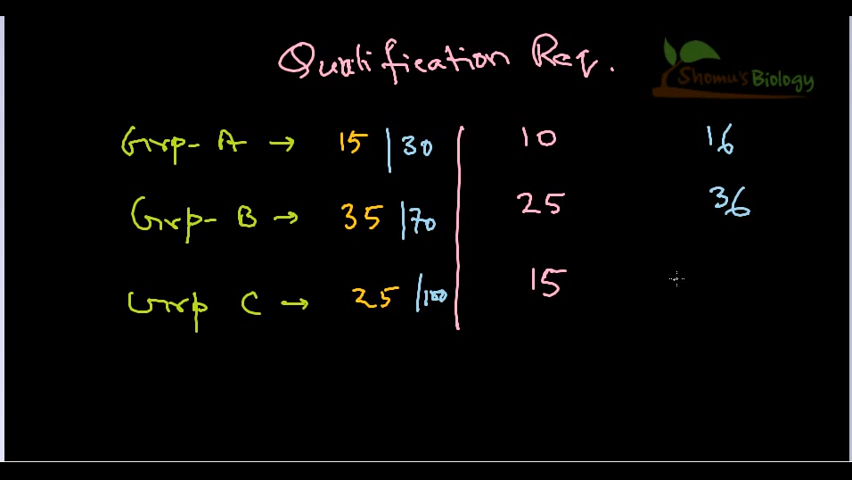 Qualification Req.
Shomu's Biology
Grp- A → 15 | 30 10 16
Grp- B → 35 | 70 25 36
Grp C → 25 | 100 15